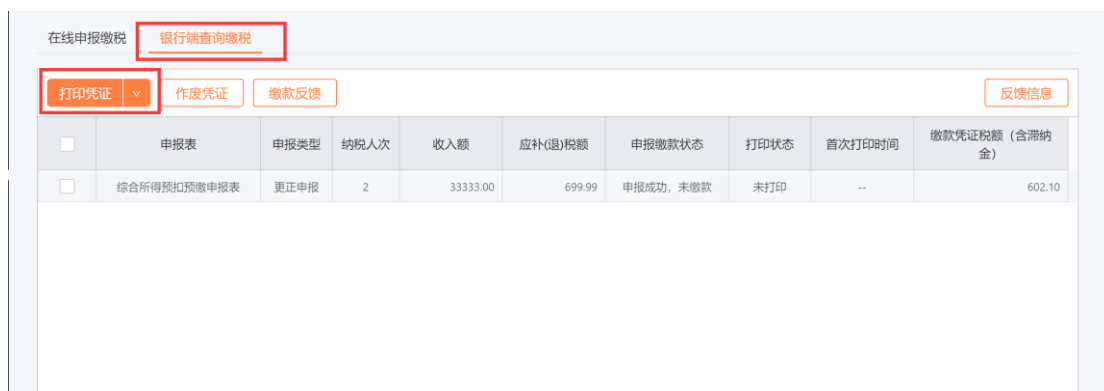 在线申报缴税 银行端查询缴税
打印凭证 作废凭证 缴款反馈 反馈信息
申报表 申报类型 纳税人次 收入额 应补(退)税额 申报缴款状态 打印状态 首次打印时间 缴款凭证税额（含滞纳
金）
综合所得预扣预缴申报表 更正申报 2 33333.00 699.99 申报成功，未缴款 未打印 -- 602.10